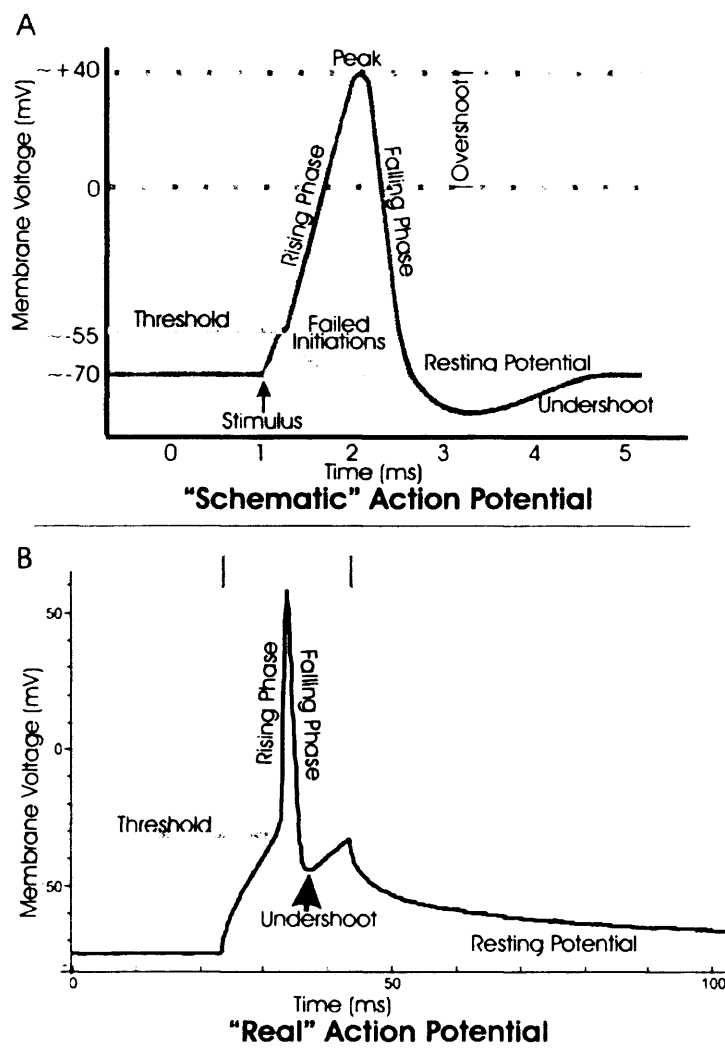 A
Peak
~+40
Overshoot
Membrane Voltage (mV)
Rising Phase
Falling Phase
0
Threshold
~-55
Failed
Initiations
~-70
Resting Potential
Undershoot
Stimulus
0 1 2 3 4 5
Time (ms)
"Schematic" Action Potential
B
50
Membrane Voltage (mV)
Rising Phase
Falling Phase
0
Threshold
50
Undershoot
Resting Potential
0 50 100
Time (ms)
"Real" Action Potential